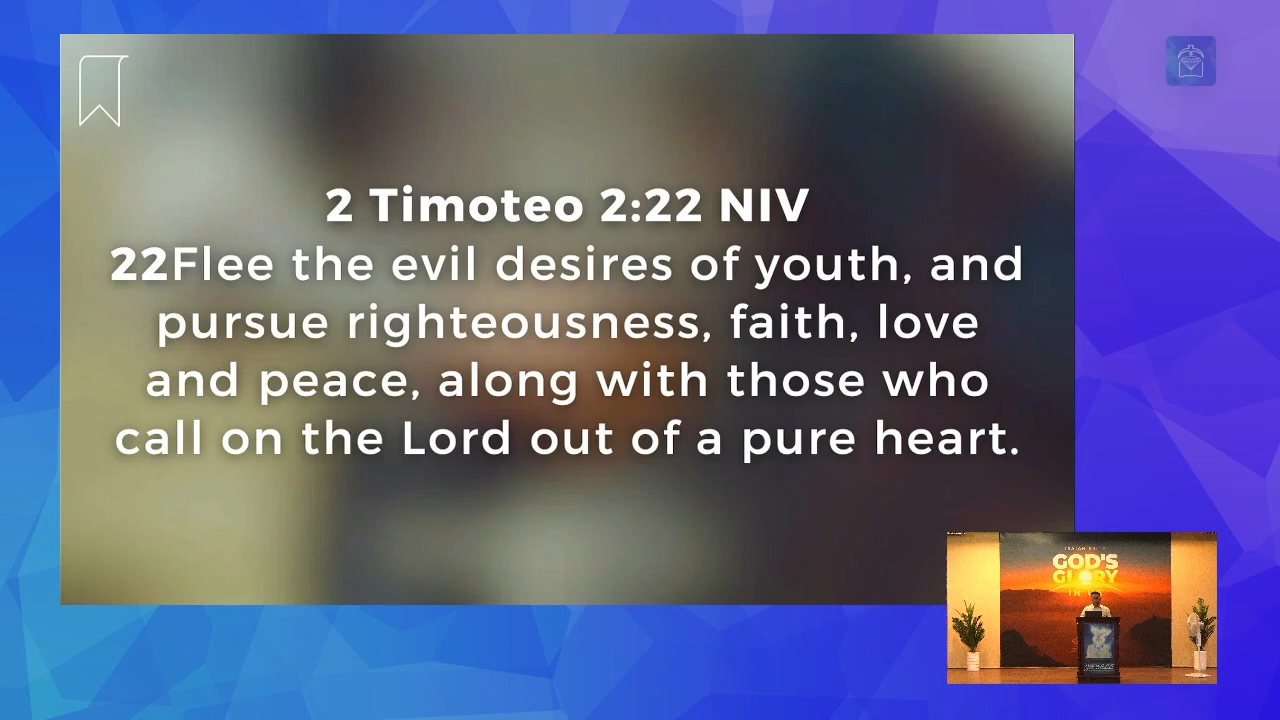 2 Timoteo 2:22 NIV
22Flee the evil desires of youth, and
pursue righteousness, faith, love
and peace, along with those who
call on the Lord out of a pure heart.
GOD'S
GLORY